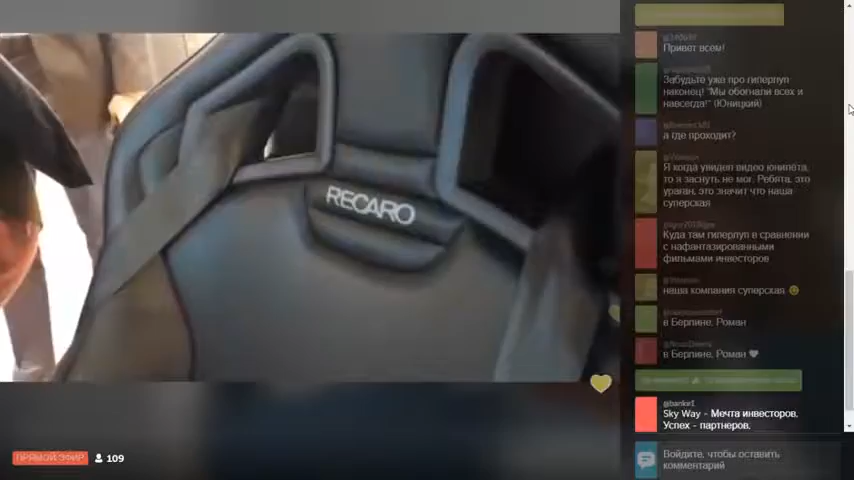 RECARO
Привет всем!
Забудьте уже про гиперлуп
наконец! "Мы обогнали всех и
навсегда!" (Юницкий)
а где проходит?
Я когда увидел видео юнилёта,
то я заснуть не мог. Ребята, это
ураган, это значит что наша
суперская
Куда там гиперлуп в сравнении
с нафантазированными
фильмами инвесторов
наша компания суперская
в Берлине, Роман
в Берлине, Роман
@bankir1
Sky Way - Мечта инвесторов.
Успех - партнеров.
Войдите, чтобы оставить
комментарий
ПРЯМОЙ ЭФИР
109